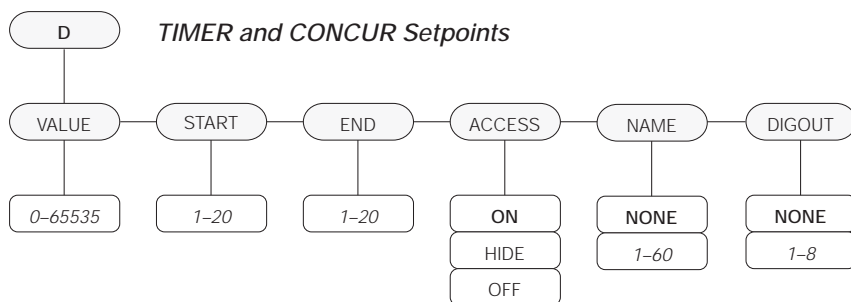 D
TIMER and CONCUR Setpoints
VALUE START END ACCESS NAME DIGOUT
0–65535 1–20 1–20 ON NONE NONE
HIDE 1–60 1–8
OFF